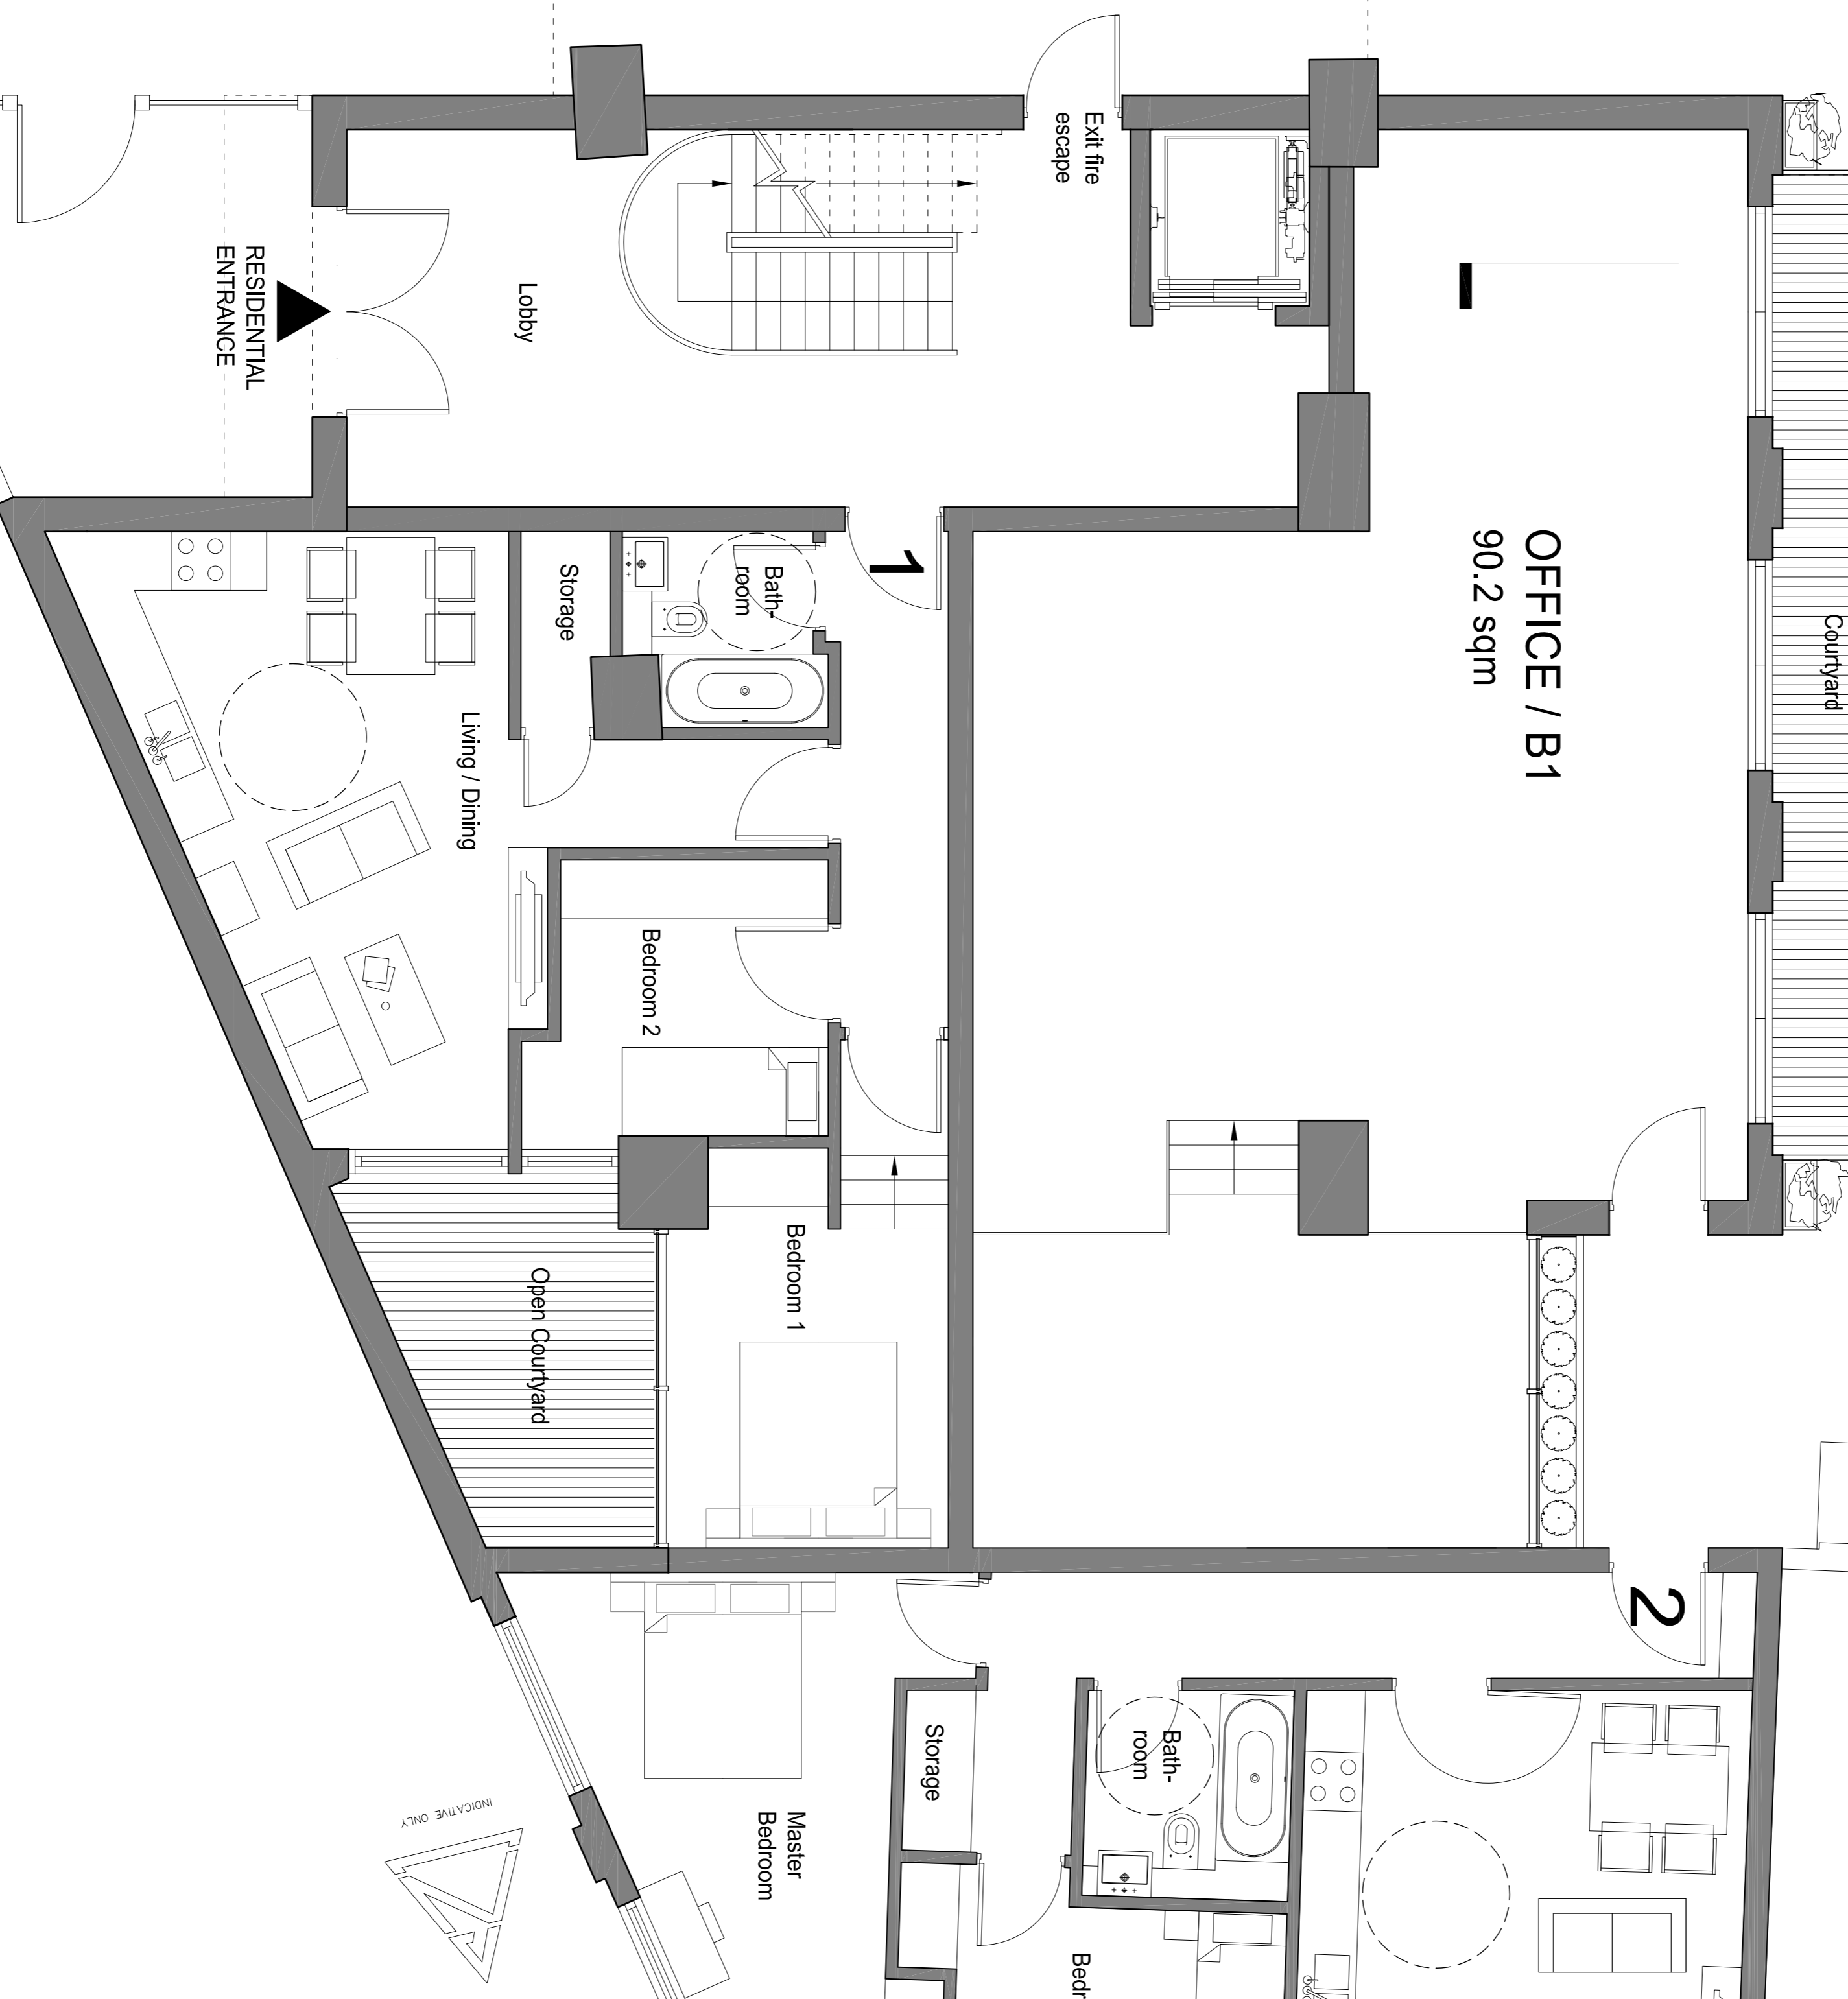 Exit fire
escape
RESIDENTIAL
ENTRANCE
Lobby
OFFICE / B1
90.2 sqm
Courtyard
1
Bath-
room
Storage
Living / Dining
Bedroom 2
Bedroom 1
Open Courtyard
2
Bath-
room
Storage
Master
Bedroom
Bedr
INDICATIVE ONLY